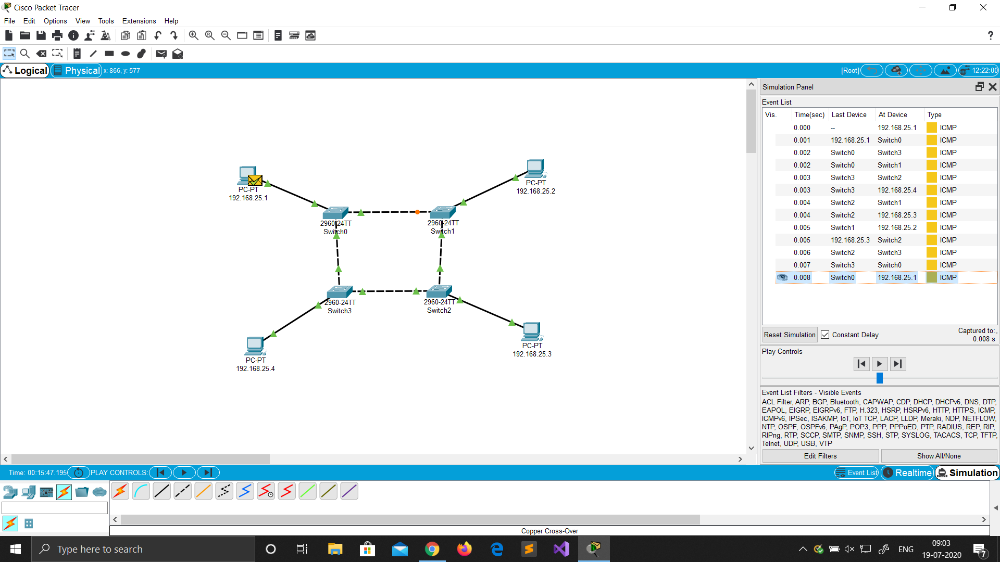 Cisco Packet Tracer
File Edit Options View Tools Extensions Help
?
Logical Physical x: 866, y: 577 [Root] 12:22:00
PC-PT
192.168.25.1
PC-PT
192.168.25.2
2960-24TT
Switch0
2960-24TT
Switch1
2960-24TT
Switch3
2960-24TT
Switch2
PC-PT
192.168.25.4
PC-PT
192.168.25.3
Simulation Panel
Event List
Vis. Time(sec) Last Device At Device Type
0.000 -- 192.168.25.1 ICMP
0.001 192.168.25.1 Switch0 ICMP
0.002 Switch0 Switch3 ICMP
0.002 Switch0 Switch1 ICMP
0.003 Switch3 Switch2 ICMP
0.003 Switch3 192.168.25.4 ICMP
0.004 Switch2 Switch1 ICMP
0.004 Switch2 192.168.25.3 ICMP
0.005 Switch1 192.168.25.2 ICMP
0.005 192.168.25.3 Switch2 ICMP
0.006 Switch2 Switch3 ICMP
0.007 Switch3 Switch0 ICMP
0.008 Switch0 192.168.25.1 ICMP
Reset Simulation Constant Delay Captured to:
0.008 s
Play Controls
Event List Filters - Visible Events
ACL Filter, ARP, BGP, Bluetooth, CAPWAP, CDP, DHCP, DHCPv6, DNS, DTP,
EAPOL, EIGRP, EIGRPv6, FTP, H.323, HSRP, HSRPv6, HTTP, HTTPS, ICMP,
ICMPv6, IPSec, ISAKMP, IoT, IoT TCP, LACP, LLDP, Meraki, NDP, NETFLOW,
NTP, OSPF, OSPFv6, PAgP, POP3, PPP, PPPoED, PTP, RADIUS, REP, RIP,
RIPng, RTP, SCCP, SMTP, SNMP, SSH, STP, SYSLOG, TACACS, TCP, TFTP,
Telnet, UDP, USB, VTP
Edit Filters Show All/None
Time: 00:15:47.195 PLAY CONTROLS: Event List Realtime Simulation
Copper Cross-Over
Type here to search ENG 09:03
19-07-2020 7